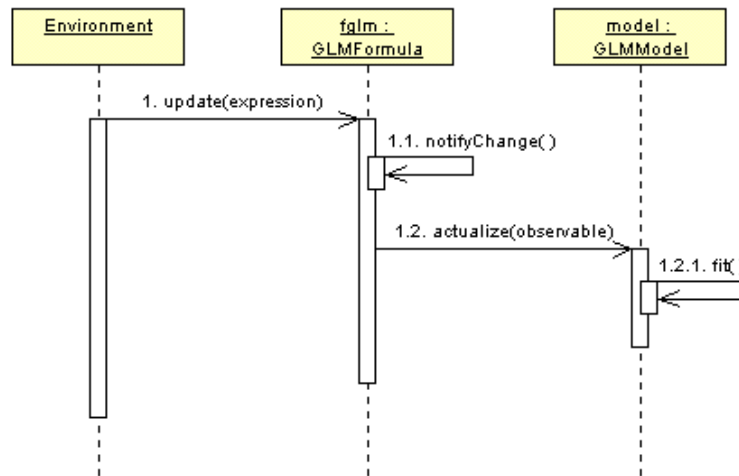 Environment
fglm :
GLMFormula
model :
GLMModel
1. update(expression)
1.1. notifyChange( )
1.2. actualize(observable)
1.2.1. fit(